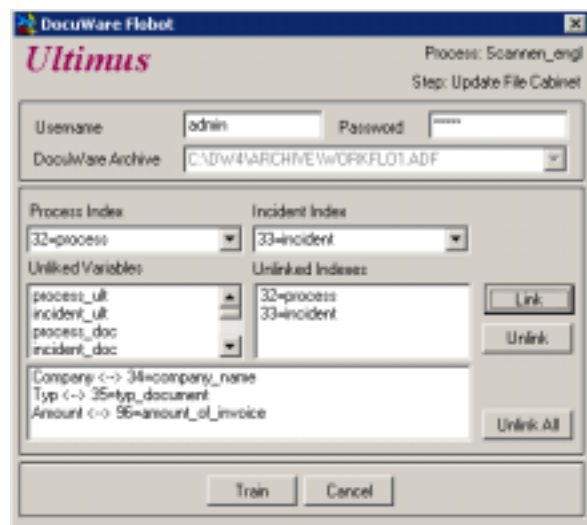 DocuWare Flobot
Ultimus
Process: Scannen_engl
Step: Update File Cabinet
Username
admin
Password
*****
DocuWare Archive
C:\DW4\ARCHIVE\WORKFLO1.ADF
Process Index
Incident Index
32=process
33=incident
Unliked Variables
Unlinked Indexes
process_ult
incident_ult
process_doc
incident_doc
32=process
33=incident
Link
Unlink
Company <-> 34=company_name
Typ <-> 35=typ_document
Amount <-> 96=amount_of_invoice
Unlink All
Train
Cancel